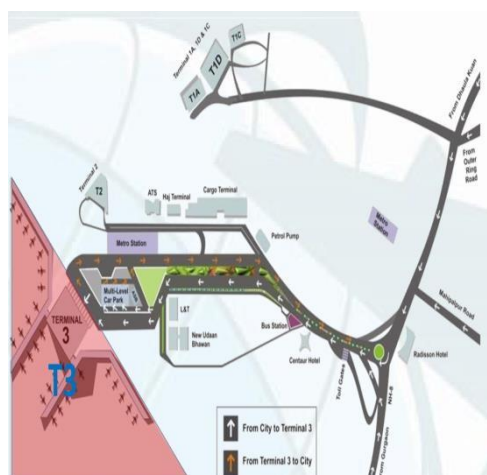 Terminal 1A, 1D & 1C
T1C
T1D
T1A
From Dhaula Kuan
From
Outer
Ring
Road
Terminal 2
T2
ATS
Haj Terminal
Cargo Terminal
Metro
Station
Petrol Pump
Metro Station
Mahipalpur Road
Multi-Level
Car Park
TERMINAL
3
T3
L&T
New Udaan
Bhawan
Bus Station
Centaur Hotel
Toll Gates
Radisson Hotel
NH-8
From Gurgaon
From City to Terminal 3
From Terminal 3 to City